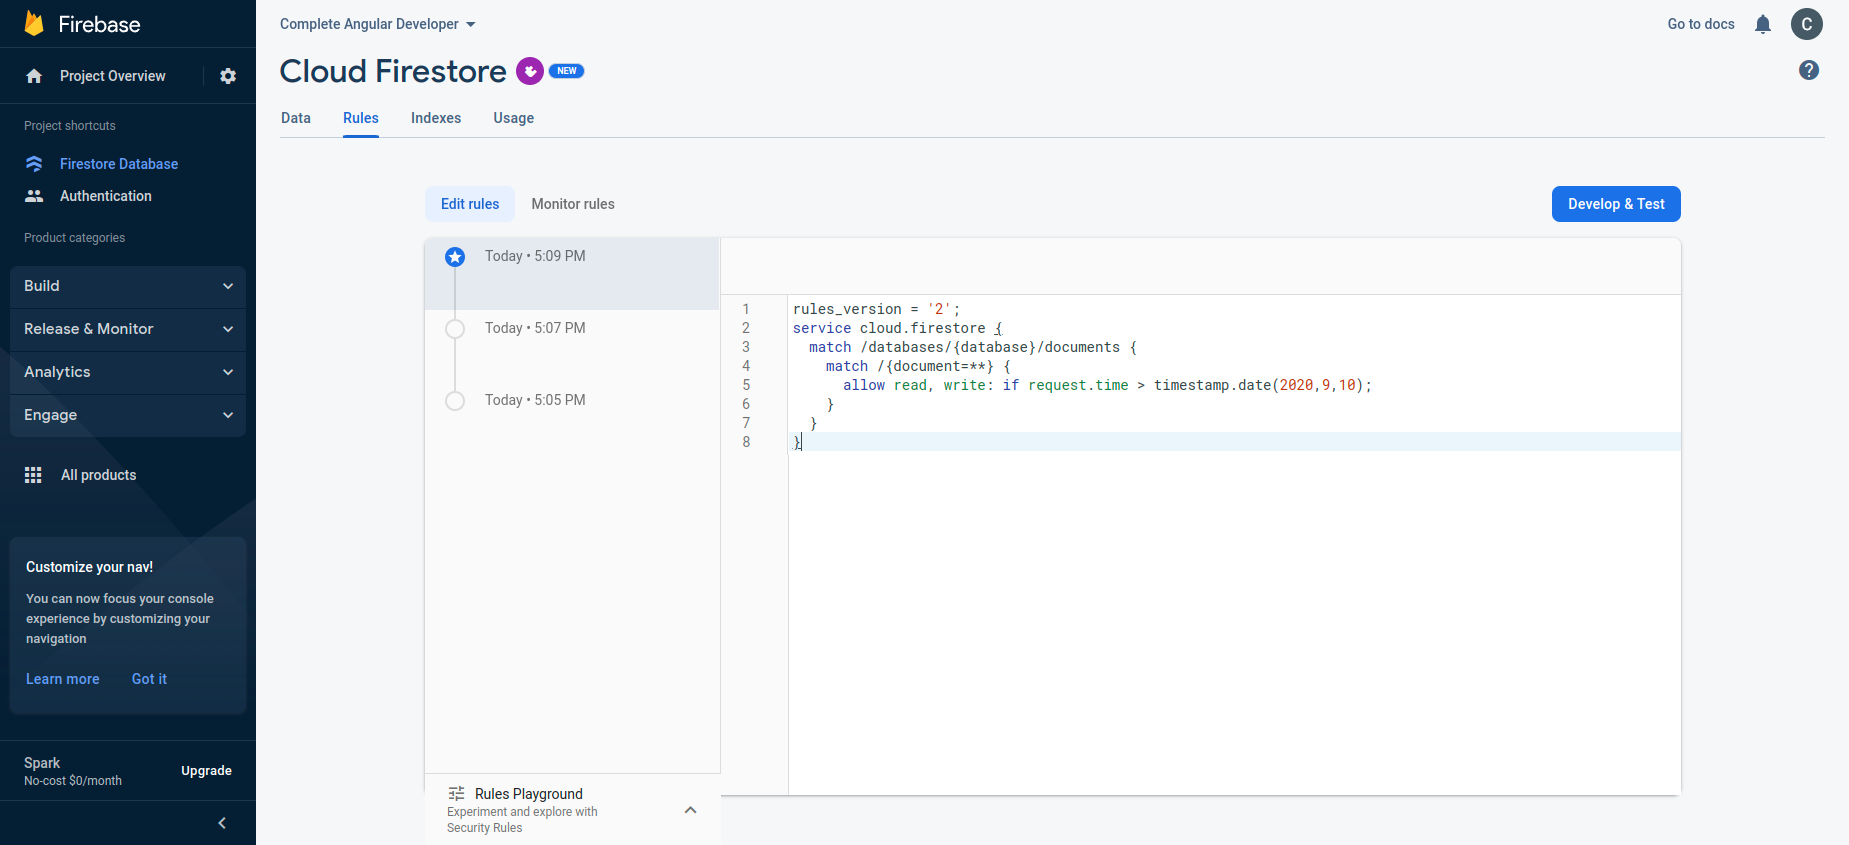 Firebase
Project Overview
Project shortcuts
Firestore Database
Authentication
Product categories
Build
Release & Monitor
Analytics
Engage
All products
Customize your nav!
You can now focus your console
experience by customizing your
navigation
Learn more Got it
Spark
No-cost $0/month
Upgrade
Complete Angular Developer
Go to docs
C
Cloud Firestore
NEW
Data Rules Indexes Usage
Edit rules Monitor rules
Develop & Test
Today • 5:09 PM
Today • 5:07 PM
Today • 5:05 PM
1 rules_version = '2';
2 service cloud.firestore {
3 match /databases/{database}/documents {
4 match /{document=**} {
5 allow read, write: if request.time > timestamp.date(2020,9,10);
6 }
7 }
8 }
Rules Playground
Experiment and explore with
Security Rules